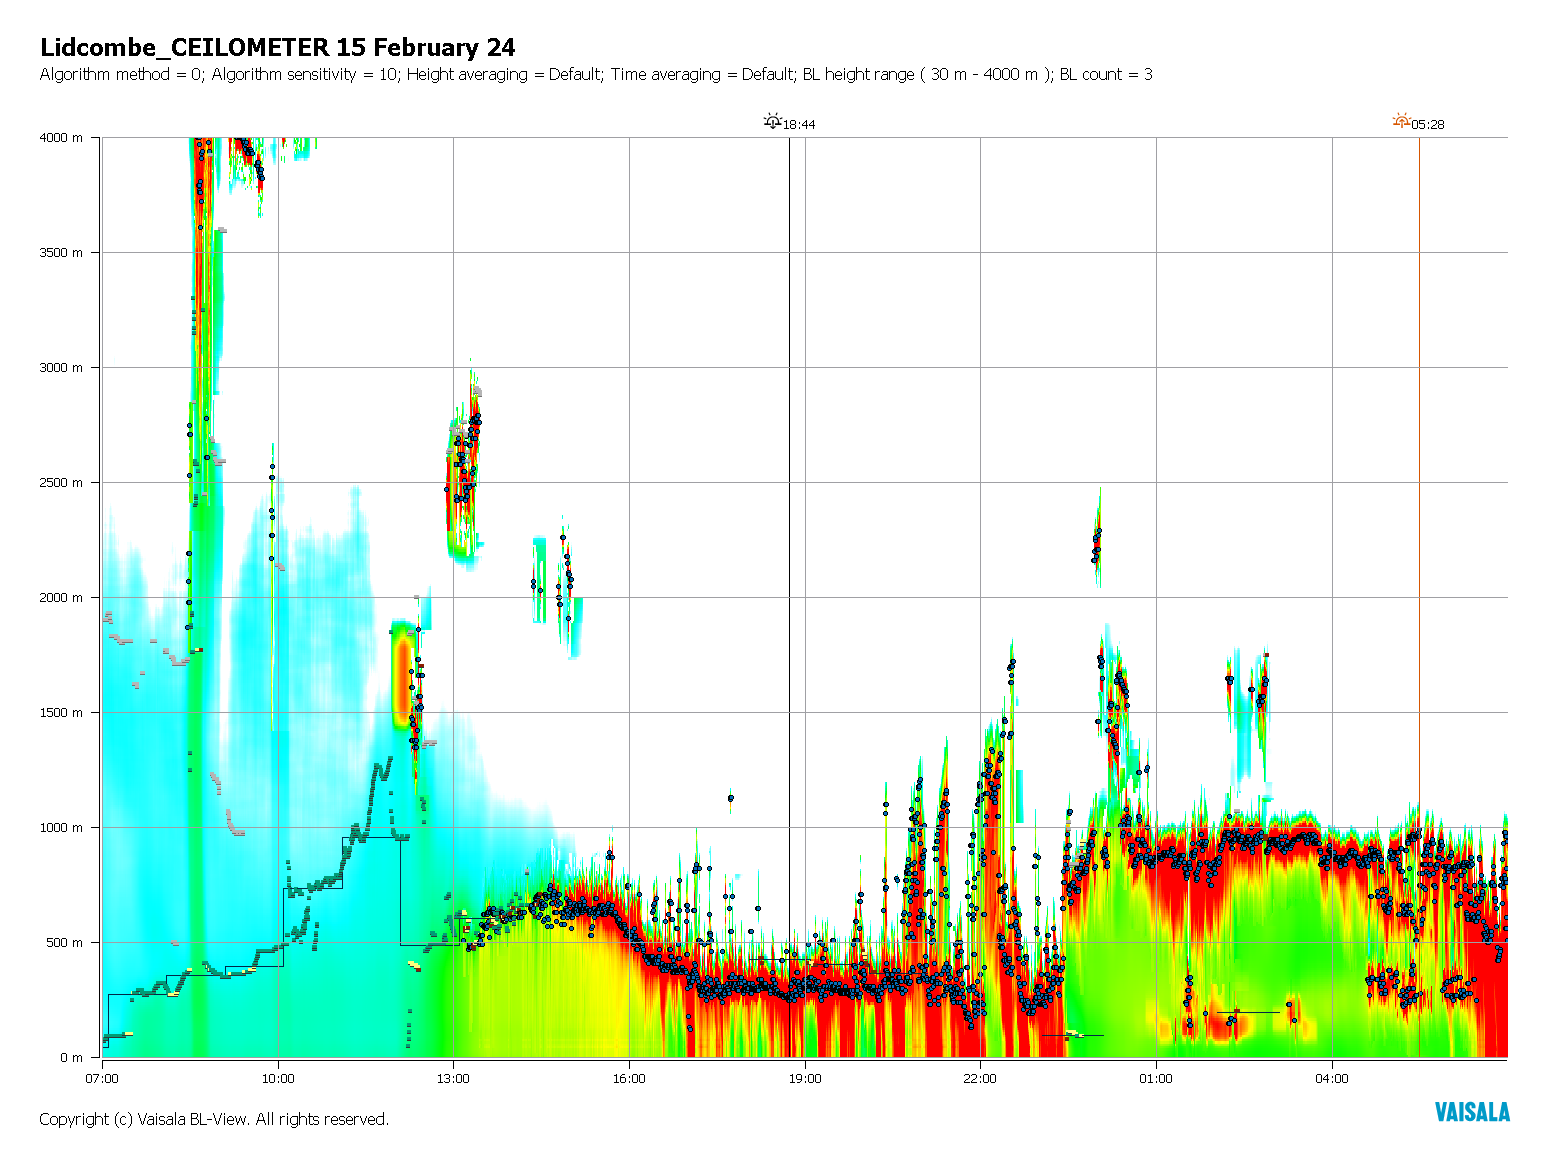 Lidcombe_CEILOMETER 15 February 24
Algorithm method = 0; Algorithm sensitivity = 10; Height averaging = Default; Time averaging = Default; BL height range ( 30 m - 4000 m ); BL count = 3
18:44 05:28
4000 m
3500 m
3000 m
2500 m
2000 m
1500 m
1000 m
500 m
0 m
07:00 10:00 13:00 16:00 19:00 22:00 01:00 04:00
Copyright (c) Vaisala BL-View. All rights reserved.
VAISALA